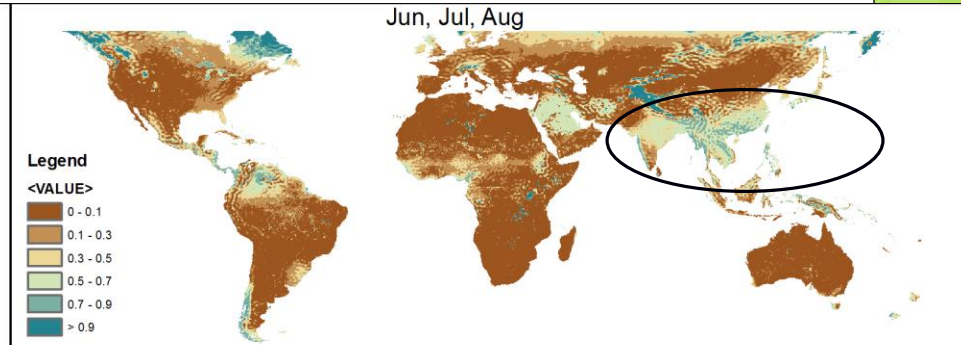 Jun, Jul, Aug
Legend
<VALUE>
0 - 0.1
0.1 - 0.3
0.3 - 0.5
0.5 - 0.7
0.7 - 0.9
> 0.9